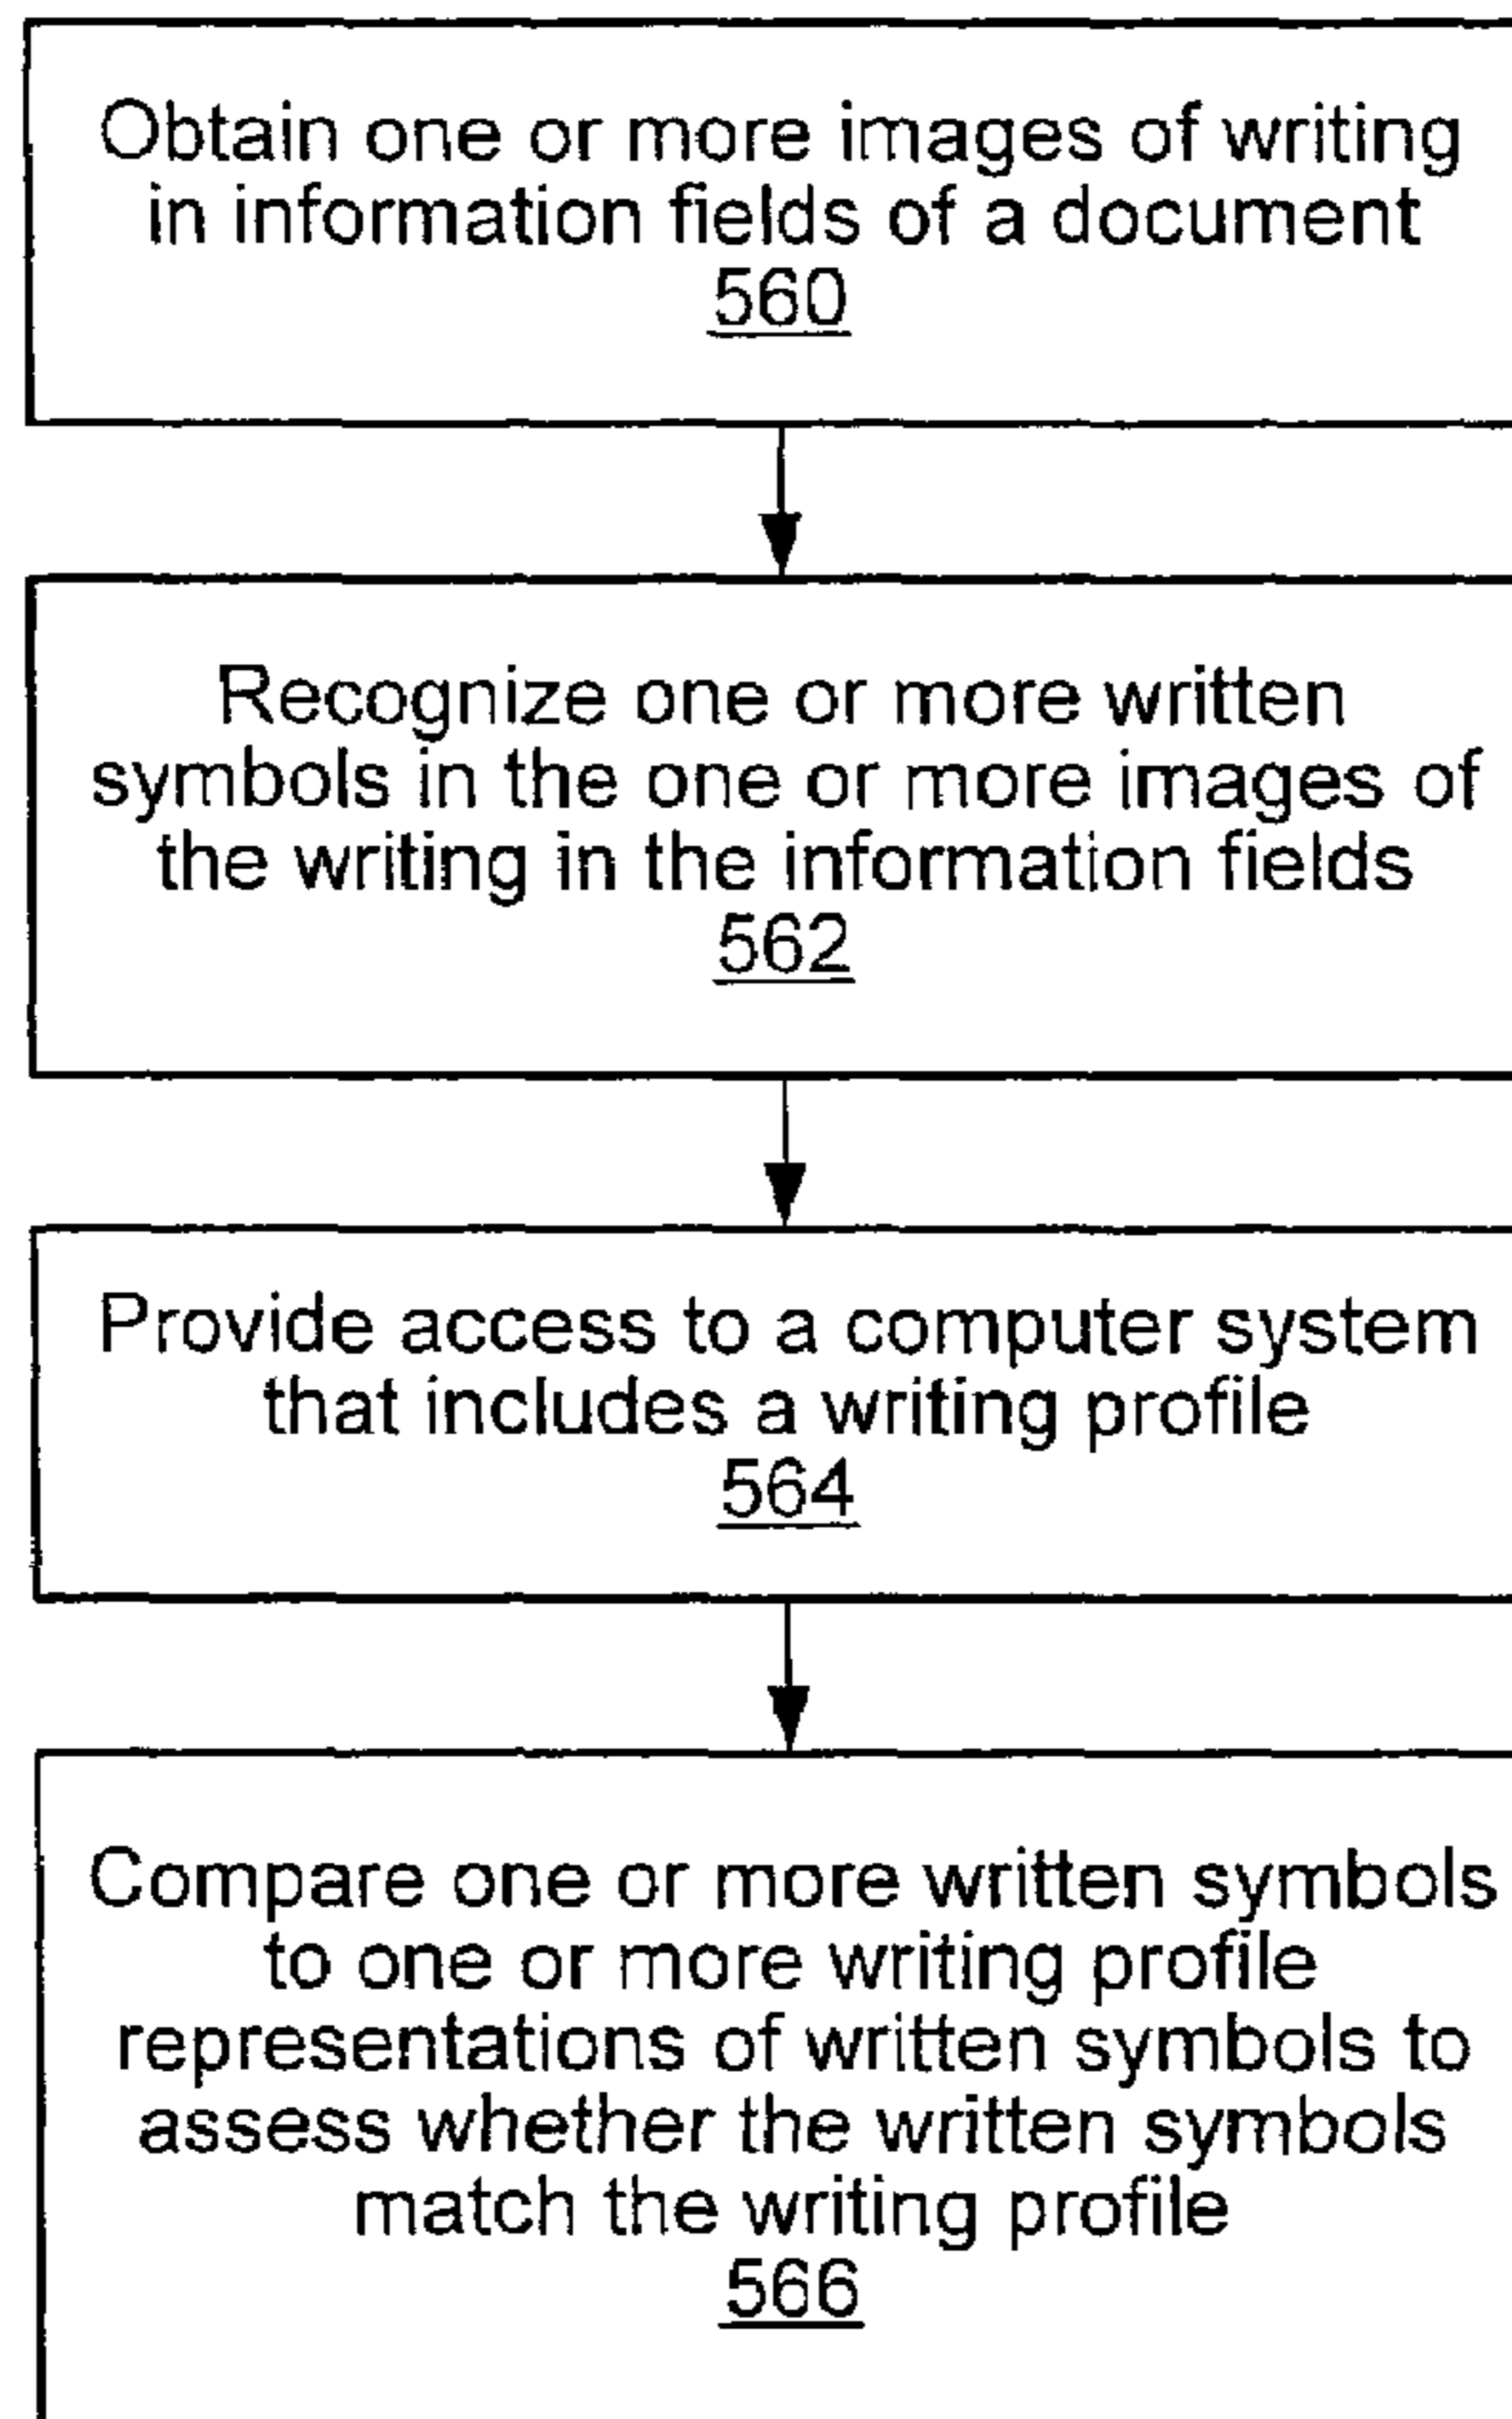 Obtain one or more images of writing
in information fields of a document
560
Recognize one or more written
symbols in the one or more images of
the writing in the information fields
562
Provide access to a computer system
that includes a writing profile
564
Compare one or more written symbols
to one or more writing profile
representations of written symbols to
assess whether the written symbols
match the writing profile
566